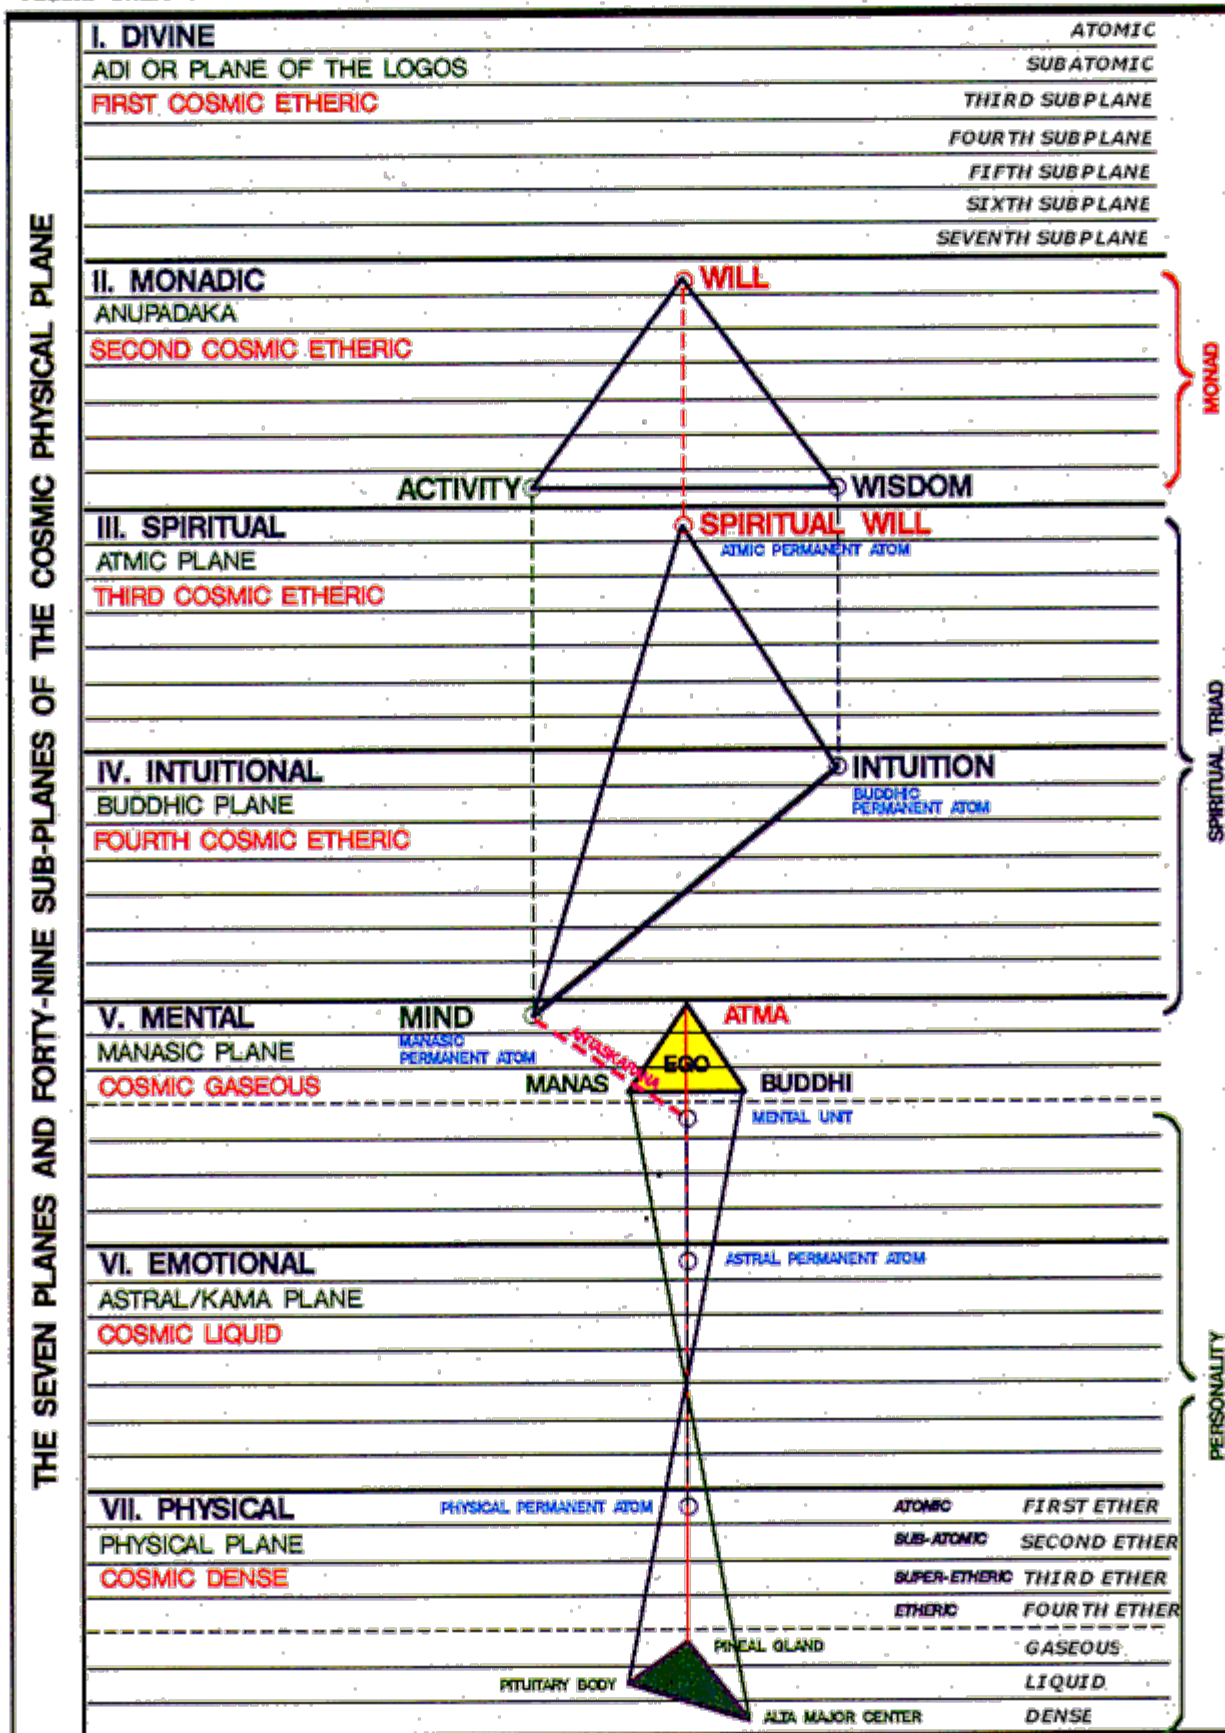 THE SEVEN PLANES AND FORTY-NINE SUB-PLANES OF THE COSMIC PHYSICAL PLANE
I. DIVINE
ATOMIC
ADI OR PLANE OF THE LOGOS
SUBATOMIC
FIRST COSMIC ETHERIC
THIRD SUBPLANE
FOURTH SUBPLANE
FIFTH SUBPLANE
SIXTH SUBPLANE
SEVENTH SUBPLANE
II. MONADIC
WILL
ANUPADAKA
SECOND COSMIC ETHERIC
MONAD
ACTIVITY
WISDOM
III. SPIRITUAL
SPIRITUAL WILL
ATMIC PERMANENT ATOM
ATMIC PLANE
THIRD COSMIC ETHERIC
SPIRITUAL TRIAD
IV. INTUITIONAL
INTUITION
BUDDHIC PLANE
BUDDHIC
PERMANENT ATOM
FOURTH COSMIC ETHERIC
V. MENTAL
MIND
ATMA
MANASIC PLANE
MANASIC
PERMANENT ATOM
ANTASKARANA
EGO
COSMIC GASEOUS
MANAS
BUDDHI
MENTAL UNIT
VI. EMOTIONAL
ASTRAL PERMANENT ATOM
ASTRAL/KAMA PLANE
COSMIC LIQUID
PERSONALITY
VII. PHYSICAL
PHYSICAL PERMANENT ATOM
ATOMIC
FIRST ETHER
PHYSICAL PLANE
SUB-ATOMIC
SECOND ETHER
COSMIC DENSE
SUPER-ETHERIC
THIRD ETHER
ETHERIC
FOURTH ETHER
PINEAL GLAND
GASEOUS
PITUITARY BODY
LIQUID
ALTA MAJOR CENTER
DENSE